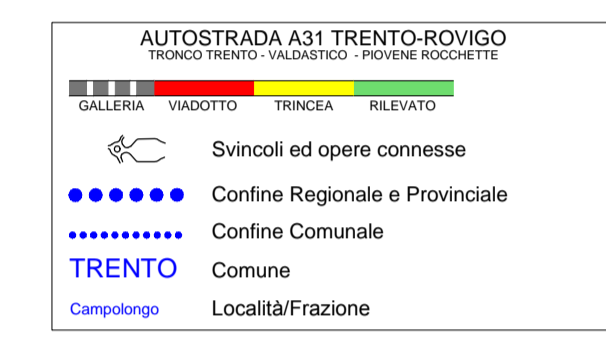 AUTOSTRADA A31 TRENTO-ROVIGO
TRONCO TRENTO - VALDASTICO - PIOVENE ROCCHETTE
GALLERIA VIADOTTO TRINCEA RILEVATO
Svincoli ed opere connesse
Confine Regionale e Provinciale
Confine Comunale
TRENTO Comune
Campolongo Località/Frazione